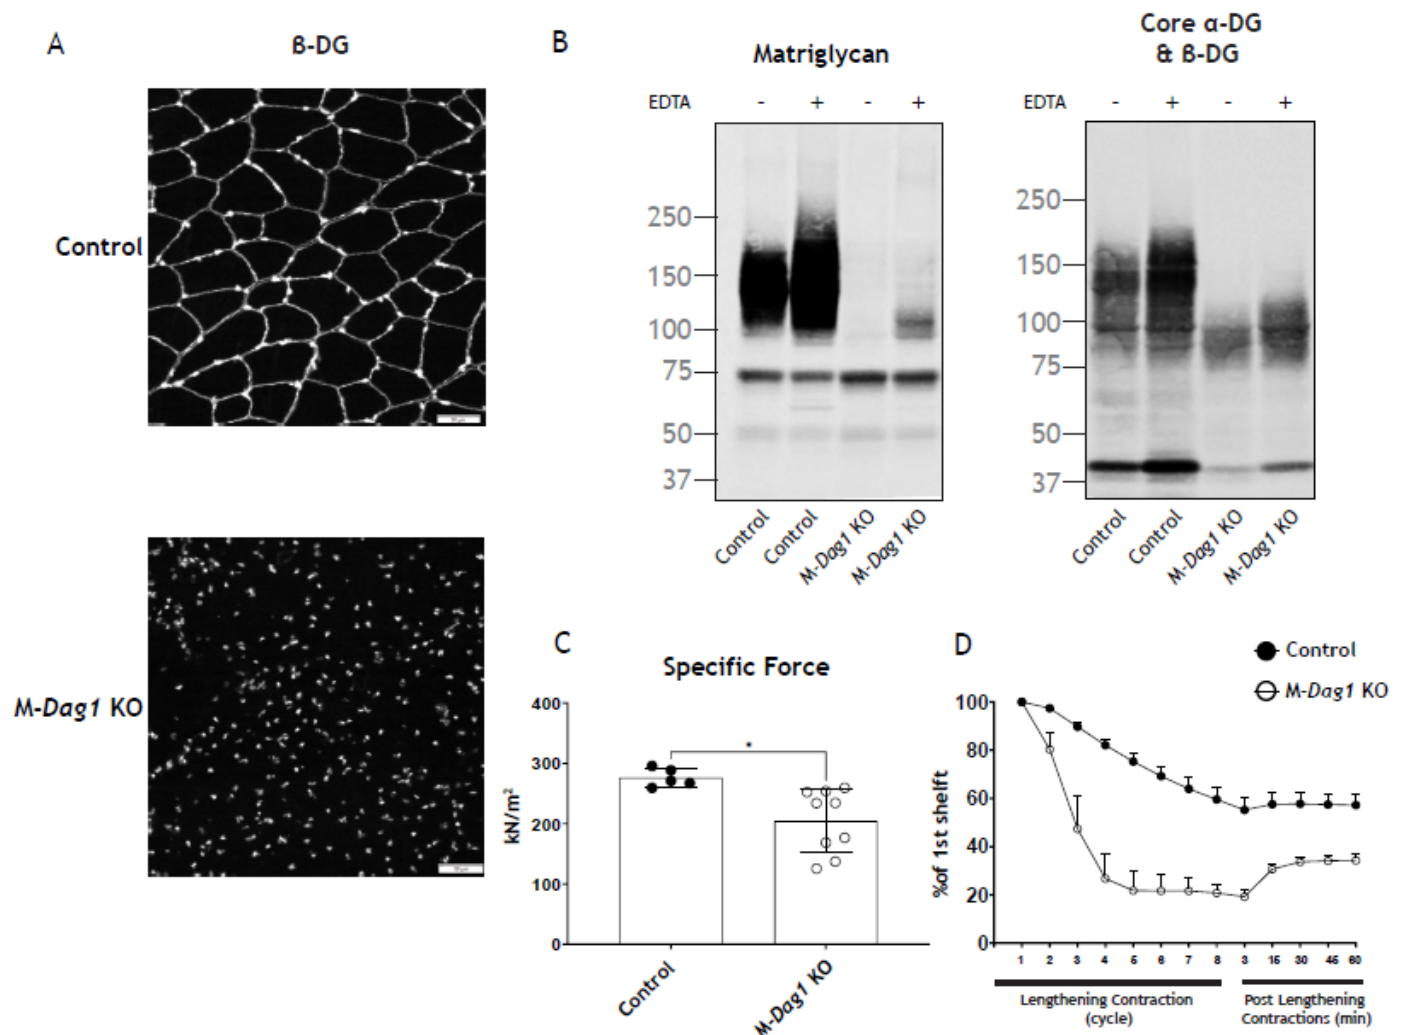 A
ß-DG
Control
M-Dag1 KO
B
Matriglycan
EDTA - + - +
250
150
100
75
50
37
Control Control M-Dag1 KO M-Dag1 KO
Core α-DG
& ß-DG
EDTA - + - +
250
150
100
75
50
37
Control Control M-Dag1 KO M-Dag1 KO
C
Specific Force
*
kN/m²
400
300
200
100
0
Control M-Dag1 KO
D
Control
M-Dag1 KO
%of 1st shelft
100
80
60
40
20
0
1 2 3 4 5 6 7 8 3 15 30 45 60
Lengthening Contraction
(cycle)
Post Lengthening
Contractions (min)